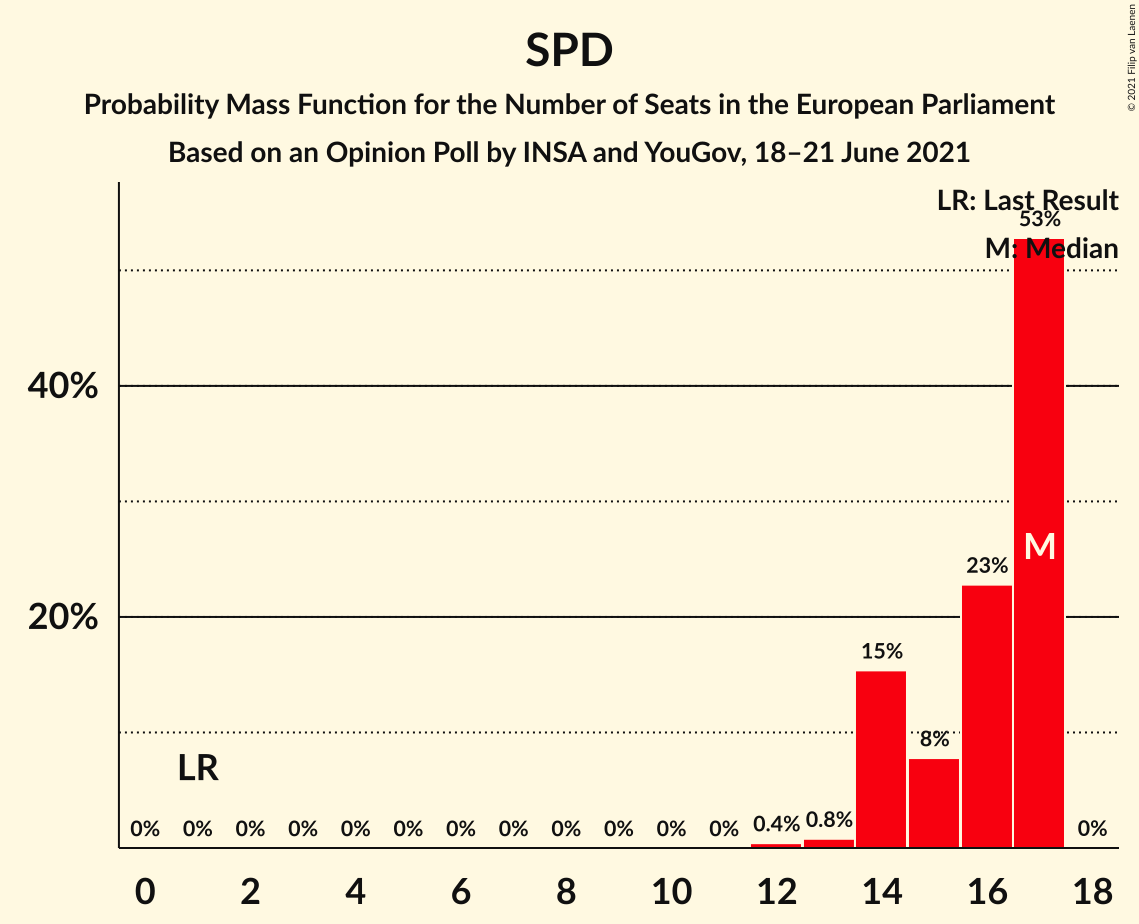 SPD
Probability Mass Function for the Number of Seats in the European Parliament
Based on an Opinion Poll by INSA and YouGov, 18–21 June 2021
© 2021 Filip van Laenen
LR: Last Result
53%
M: Median
40%
M
23%
20%
15%
8%
LR
0% 0% 0% 0% 0% 0% 0% 0% 0% 0% 0% 0% 0.4% 0.8% 0%
0 2 4 6 8 10 12 14 16 18